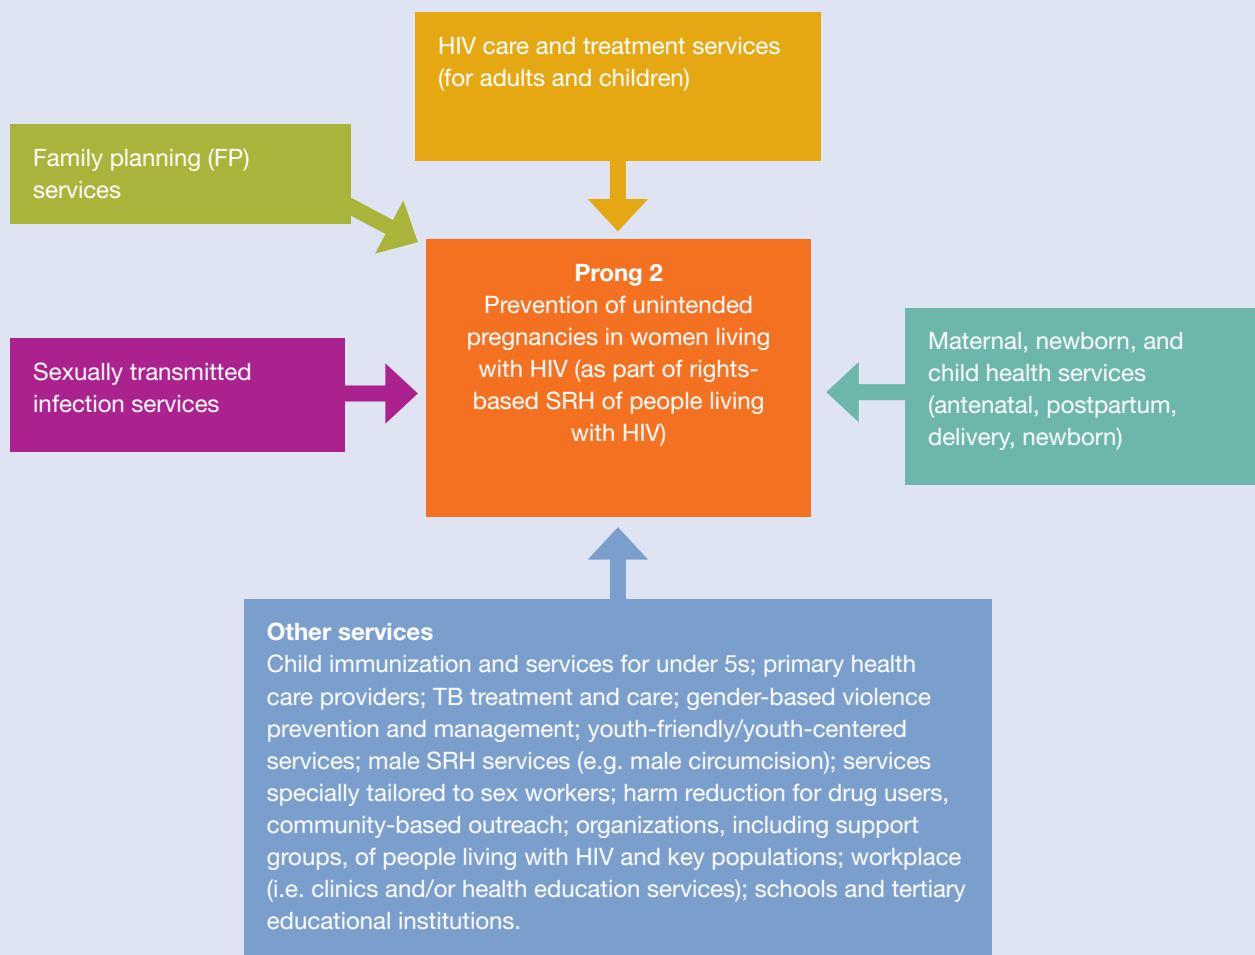 HIV care and treatment services
(for adults and children)
Family planning (FP)
services
Prong 2
Prevention of unintended
pregnancies in women living
with HIV (as part of rights-
based SRH of people living
with HIV)
Sexually transmitted
infection services
Maternal, newborn, and
child health services
(antenatal, postpartum,
delivery, newborn)
Other services
Child immunization and services for under 5s; primary health
care providers; TB treatment and care; gender-based violence
prevention and management; youth-friendly/youth-centered
services; male SRH services (e.g. male circumcision); services
specially tailored to sex workers; harm reduction for drug users,
community-based outreach; organizations, including support
groups, of people living with HIV and key populations; workplace
(i.e. clinics and/or health education services); schools and tertiary
educational institutions.